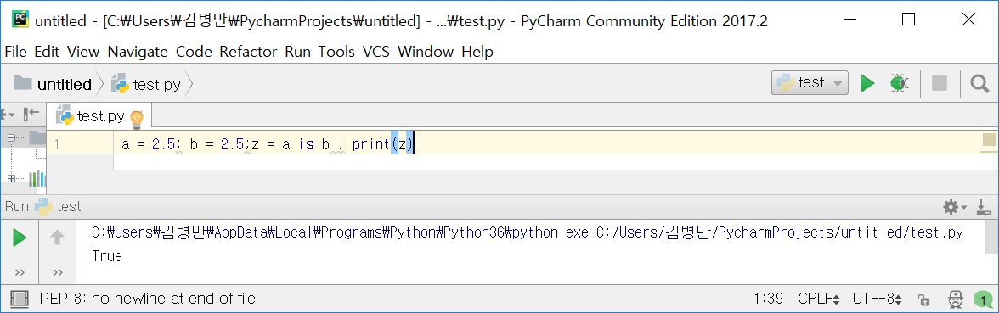 untitled - [C:₩Users₩김병만₩PycharmProjects₩untitled] - ...₩test.py - PyCharm Community Edition 2017.2
File Edit View Navigate Code Refactor Run Tools VCS Window Help
untitled test.py test
test.py
1 a = 2.5; b = 2.5;z = a is b ; print(z)
Run test
C:₩Users₩김병만₩AppData₩Local₩Programs₩Python₩Python36₩python.exe C:/Users/김병만/PycharmProjects/untitled/test.py
True
PEP 8: no newline at end of file 1:39 CRLF UTF-8 1